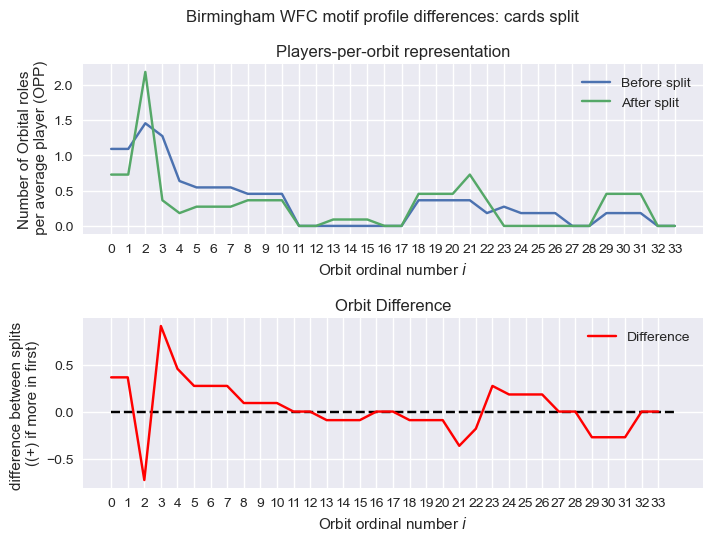 Birmingham WFC motif profile differences: cards split
Players-per-orbit representation
Number of Orbital roles
per average player (OPP)
2.0
1.5
1.0
0.5
0.0
Before split
After split
0 1 2 3 4 5 6 7 8 9 10 11 12 13 14 15 16 17 18 19 20 21 22 23 24 25 26 27 28 29 30 31 32 33
Orbit ordinal number i
Orbit Difference
difference between splits
((+) if more in first)
0.5
0.0
−0.5
Difference
0 1 2 3 4 5 6 7 8 9 10 11 12 13 14 15 16 17 18 19 20 21 22 23 24 25 26 27 28 29 30 31 32 33
Orbit ordinal number i